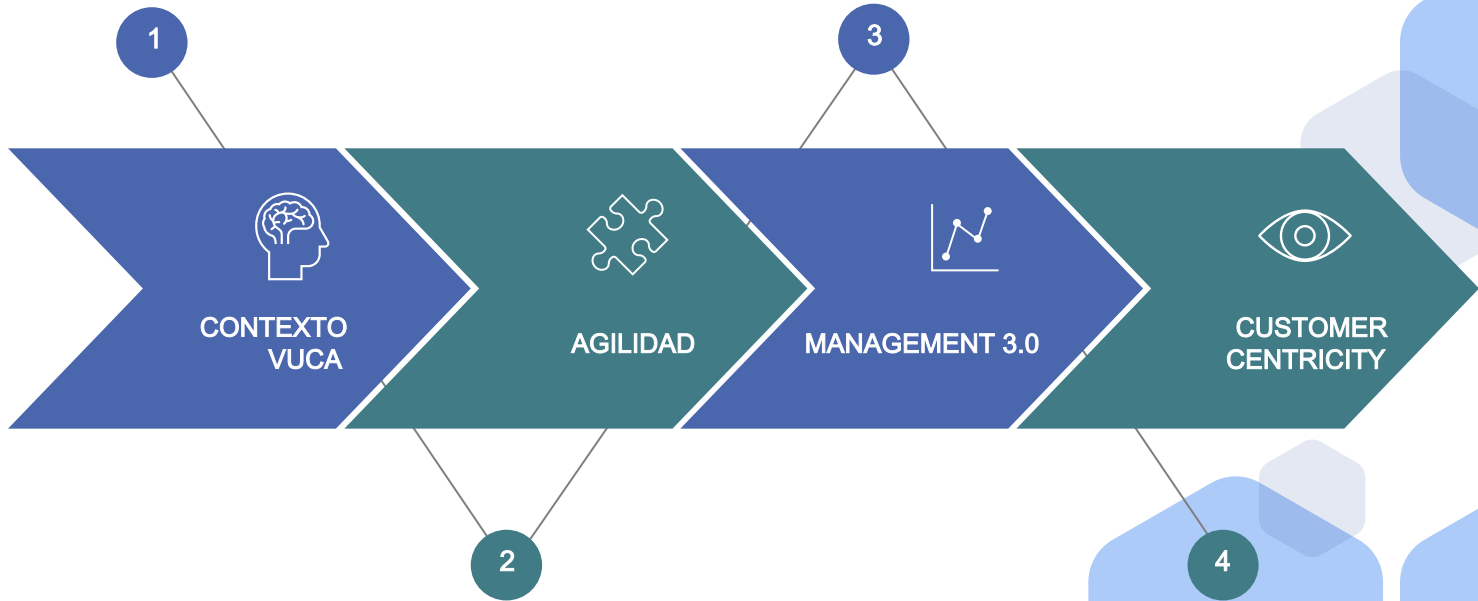 1
3
CONTEXTO
VUCA
AGILIDAD
MANAGEMENT 3.0
CUSTOMER
CENTRICITY
2
4